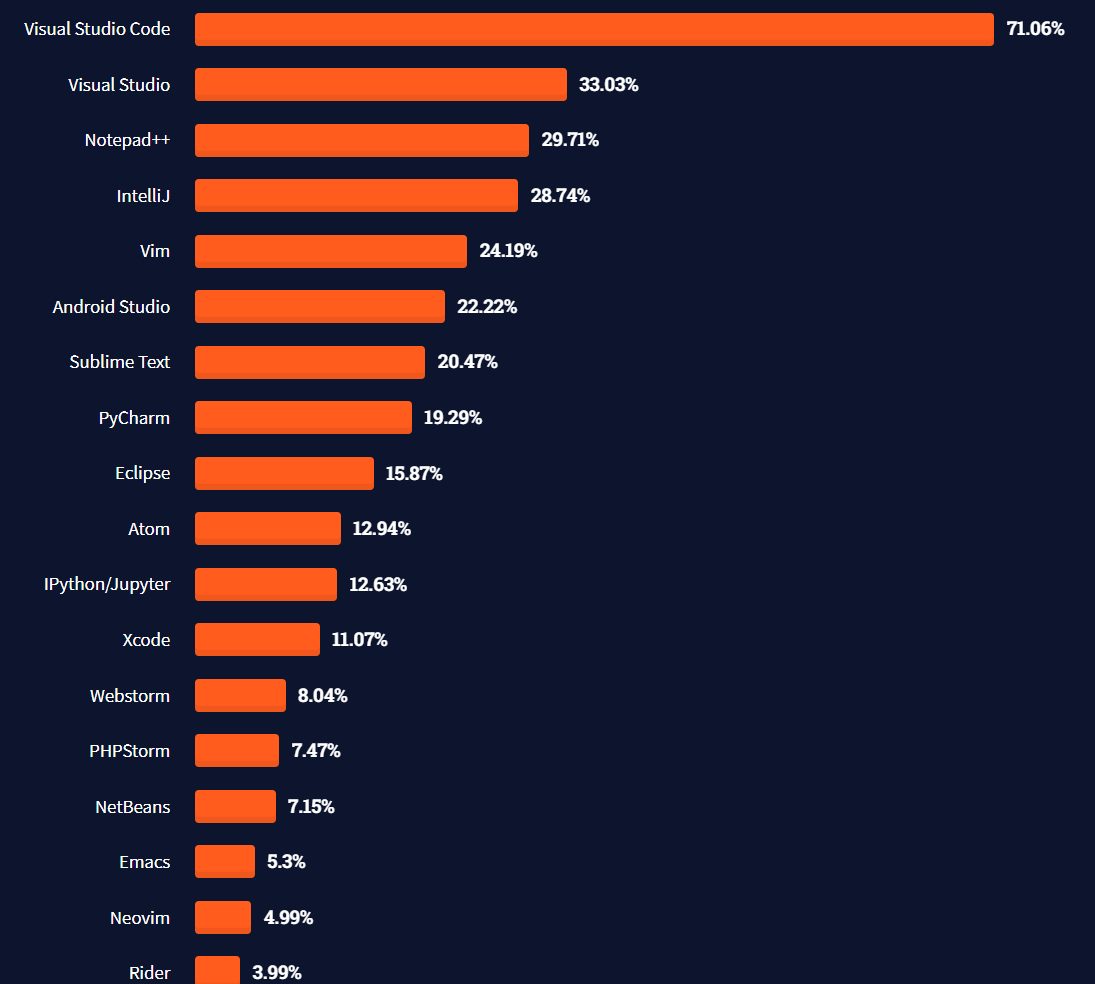 Visual Studio Code 71.06%
Visual Studio 33.03%
Notepad++ 29.71%
IntelliJ 28.74%
Vim 24.19%
Android Studio 22.22%
Sublime Text 20.47%
PyCharm 19.29%
Eclipse 15.87%
Atom 12.94%
IPython/Jupyter 12.63%
Xcode 11.07%
Webstorm 8.04%
PHPStorm 7.47%
NetBeans 7.15%
Emacs 5.3%
Neovim 4.99%
Rider 3.99%